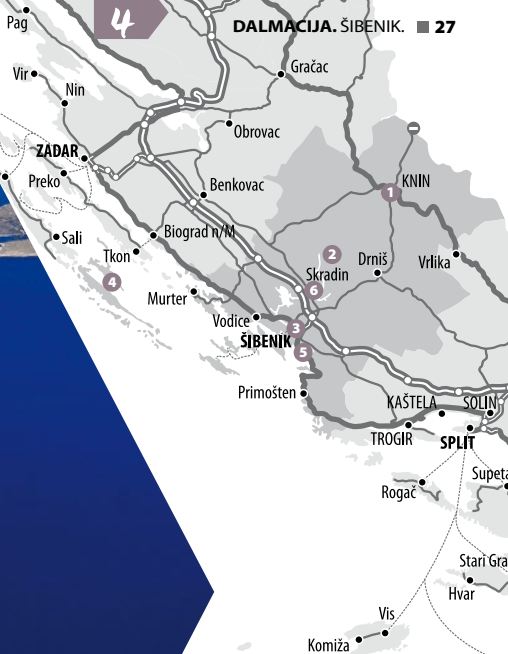 4
DALMACIJA. ŠIBENIK. 27
Pag
Gračac
Vir
Nin
Obrovac
ZADAR
Preko
1
KNIN
Benkovac
Sali
Biograd n/M
Tkon
2
Drniš
Vrlika
Skradin
4
6
Murter
Vodice
3
ŠIBENIK
5
Primošten
KAŠTELA
SOLIN
TROGIR
SPLIT
Supeta
Rogač
Stari Gra
Hvar
Vis
Komiža